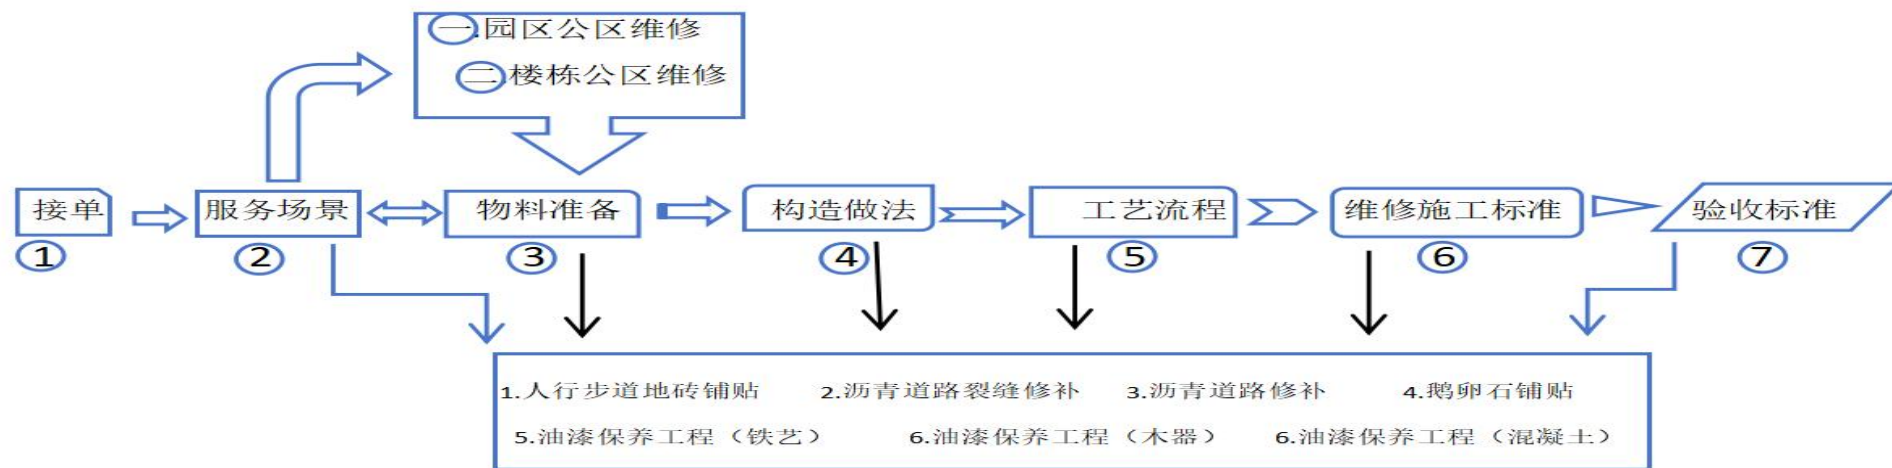 一.园区公区维修
二.楼栋公区维修
接单 服务场景 物料准备 构造做法 工艺流程 维修施工标准 验收标准
① ② ③ ④ ⑤ ⑥ ⑦
1.人行步道地砖铺贴 2.沥青道路裂缝修补 3.沥青道路修补 4.鹅卵石铺贴
5.油漆保养工程（铁艺） 6.油漆保养工程（木器） 6.油漆保养工程（混凝土）